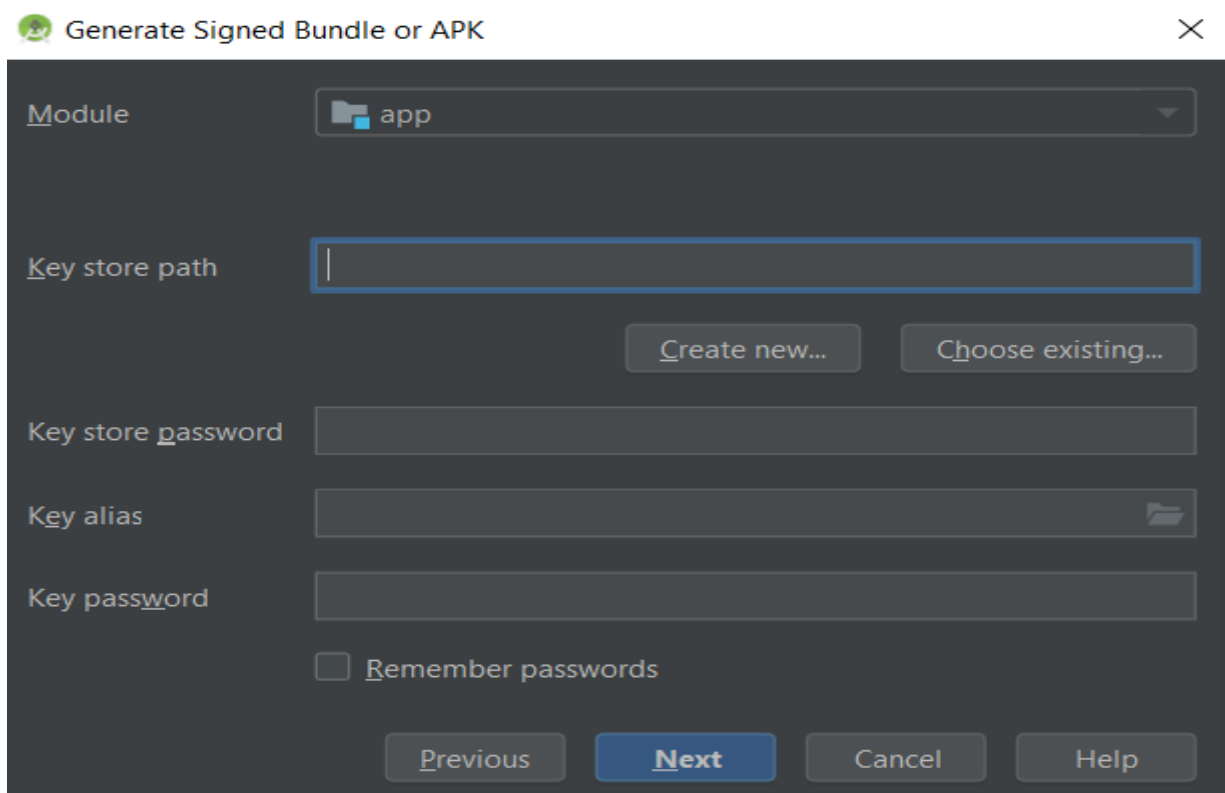 Generate Signed Bundle or APK
Module
app
Key store path
Create new...
Choose existing...
Key store password
Key alias
Key password
Remember passwords
Previous
Next
Cancel
Help